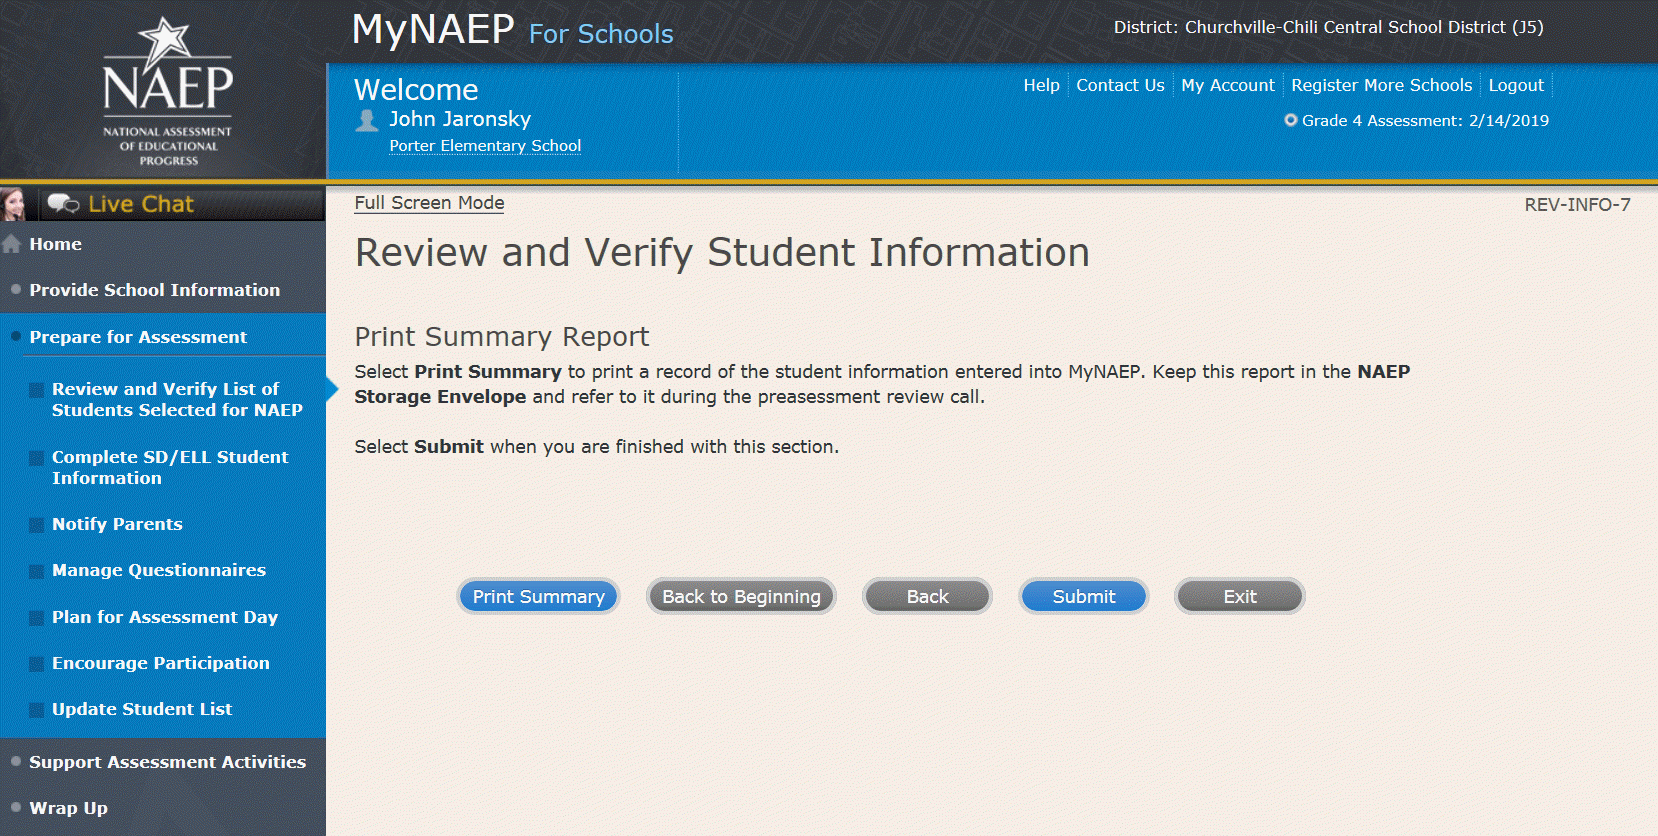 MyNAEP For Schools
District: Churchville-Chili Central School District (J5)
NAEP
NATIONAL ASSESSMENT
OF EDUCATIONAL
PROGRESS
Welcome
John Jaronsky
Porter Elementary School
Help
Contact Us
My Account
Register More Schools
Logout
Grade 4 Assessment: 2/14/2019
Live Chat
Home
Provide School Information
Prepare for Assessment
Review and Verify List of
Students Selected for NAEP
Complete SD/ELL Student
Information
Notify Parents
Manage Questionnaires
Plan for Assessment Day
Encourage Participation
Update Student List
Support Assessment Activities
Wrap Up
Full Screen Mode
REV-INFO-7
Review and Verify Student Information
Print Summary Report
Select Print Summary to print a record of the student information entered into MyNAEP. Keep this report in the NAEP
Storage Envelope and refer to it during the preasessment review call.
Select Submit when you are finished with this section.
Print Summary
Back to Beginning
Back
Submit
Exit